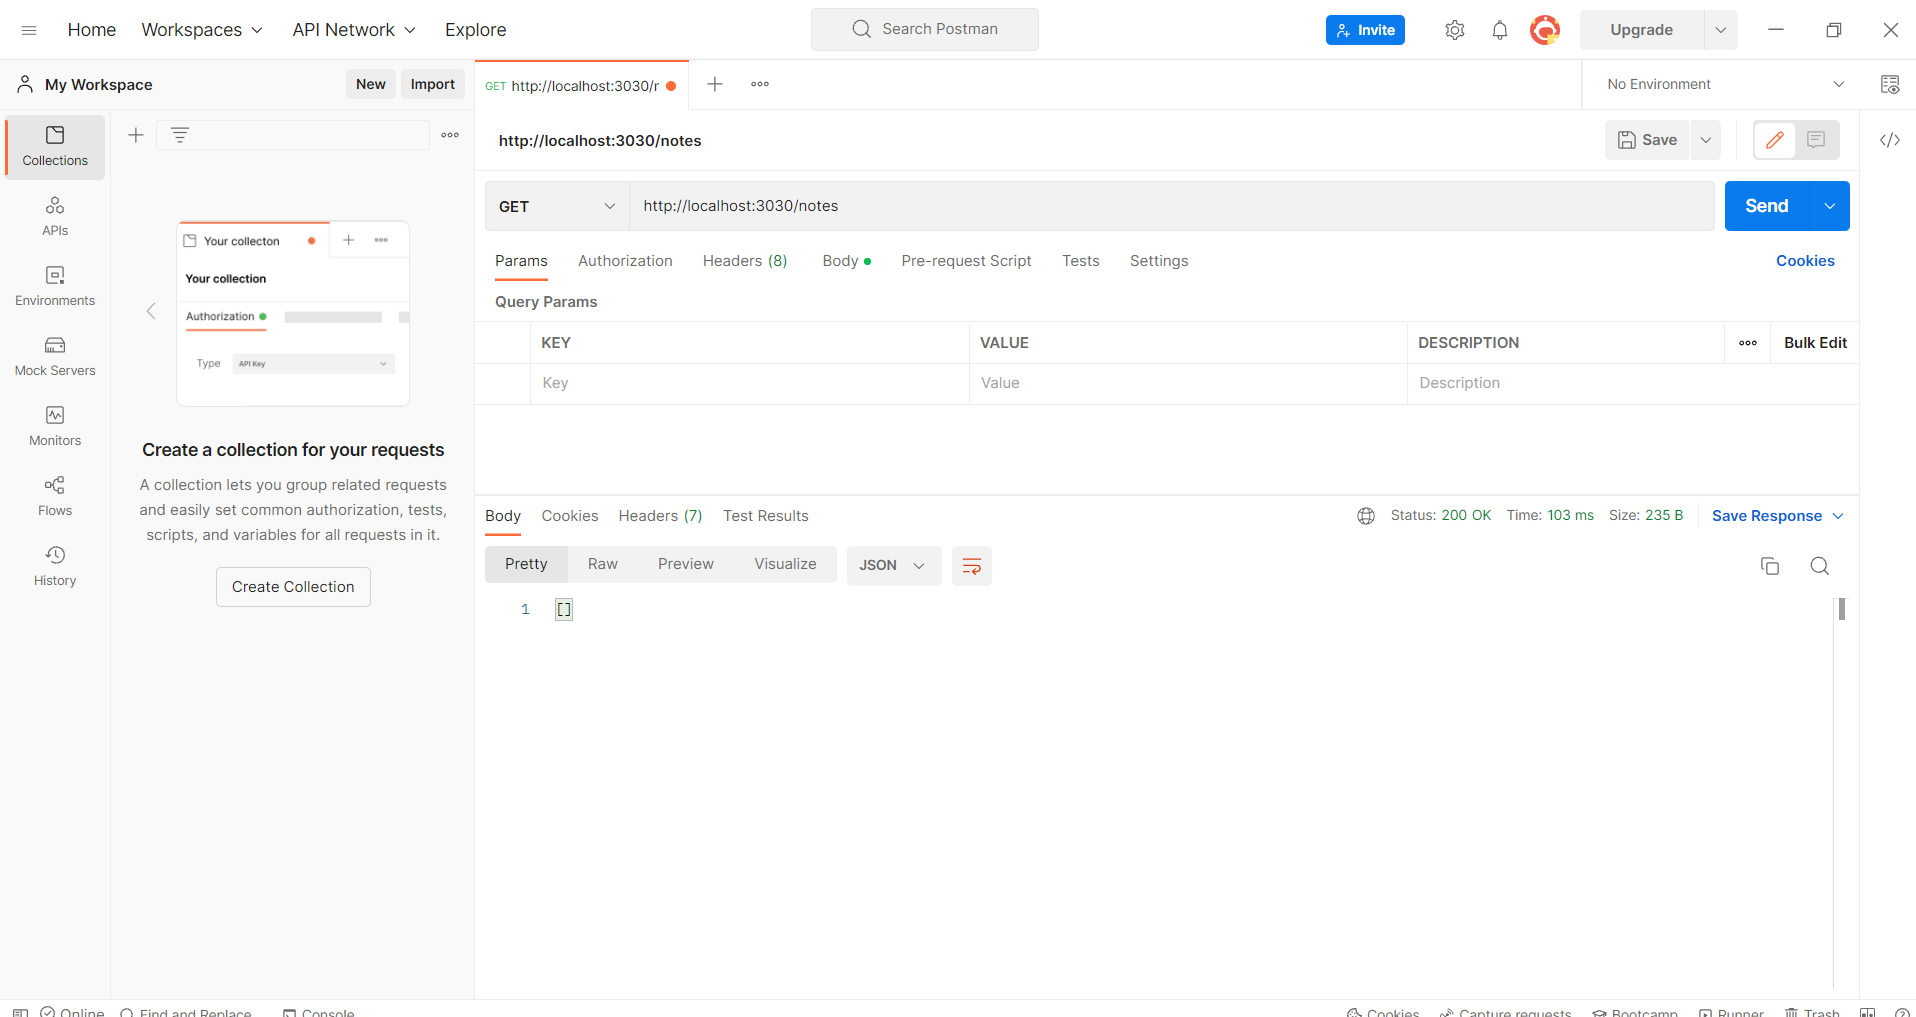 Home Workspaces API Network Explore Search Postman Invite Upgrade
My Workspace New Import GET http://localhost:3030/r No Environment
Collections
APIs
Environments
Mock Servers
Monitors
Flows
History
Your collecton
Your collection
Authorization
Type API Key
Create a collection for your requests
A collection lets you group related requests
and easily set common authorization, tests,
scripts, and variables for all requests in it.
Create Collection
http://localhost:3030/notes Save
GET http://localhost:3030/notes Send
Params Authorization Headers (8) Body Pre-request Script Tests Settings Cookies
Query Params
KEY VALUE DESCRIPTION Bulk Edit
Key Value Description
Body Cookies Headers (7) Test Results Status: 200 OK Time: 103 ms Size: 235 B Save Response
Pretty Raw Preview Visualize JSON
1 []
Online Find and Replace Console Cookies Capture requests Bootcamp Runner Trash